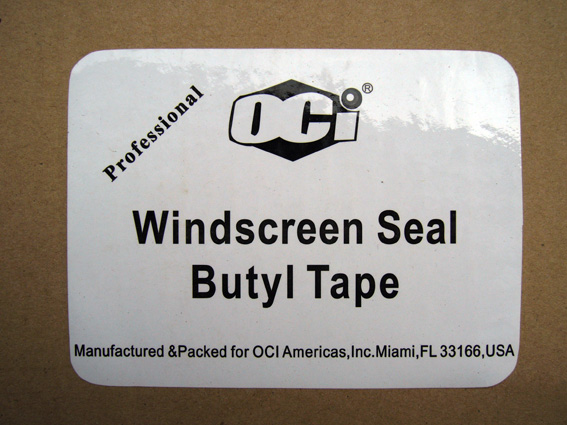 Professional
OCi®
Windscreen Seal
Butyl Tape
Manufactured &Packed for OCI Americas,Inc.Miami,FL 33166,USA